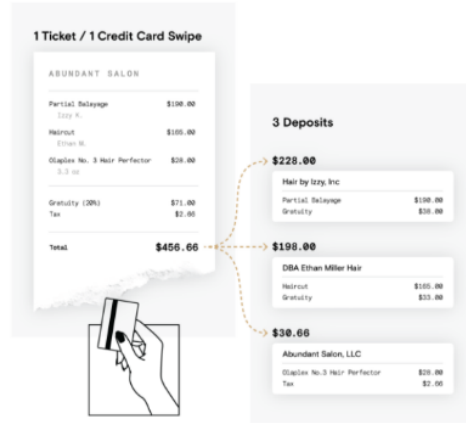 1 Ticket / 1 Credit Card Swipe
ABUNDANT SALON
Partial Balayage $190.00
Izzy K.
Haircut $165.00
Ethan M.
Olaplex No. 3 Hair Perfector $28.00
3.3 oz
Gratuity (20%) $71.00
Tax $2.66
Total $456.66
3 Deposits
$228.00
Hair by Izzy, Inc
Partial Balayage $190.00
Gratuity $38.00
$198.00
DBA Ethan Miller Hair
Haircut $165.00
Gratuity $33.00
$30.66
Abundant Salon, LLC
Olaplex No.3 Hair Perfector $28.00
Tax $2.66